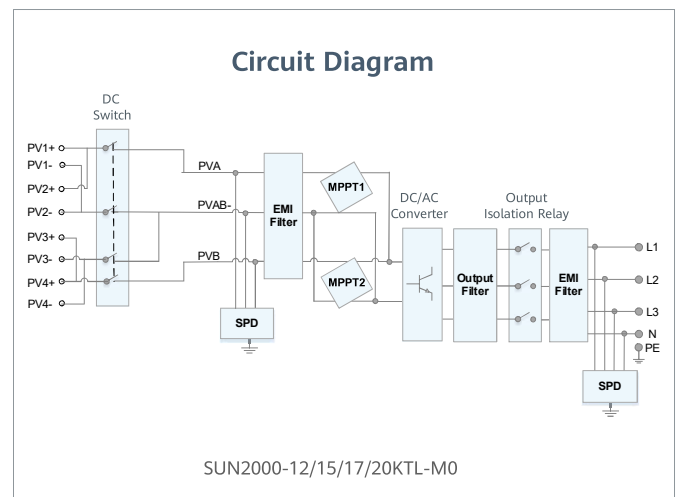 Circuit Diagram
DC
Switch
PV1+
PV1-
PV2+
PV2-
PV3+
PV3-
PV4+
PV4-
PVA
PVAB-
PVB
EMI
Filter
SPD
MPPT1
MPPT2
DC/AC
Converter
Output
Filter
Output
Isolation Relay
EMI
Filter
L1
L2
L3
N
PE
SPD
SUN2000-12/15/17/20KTL-M0